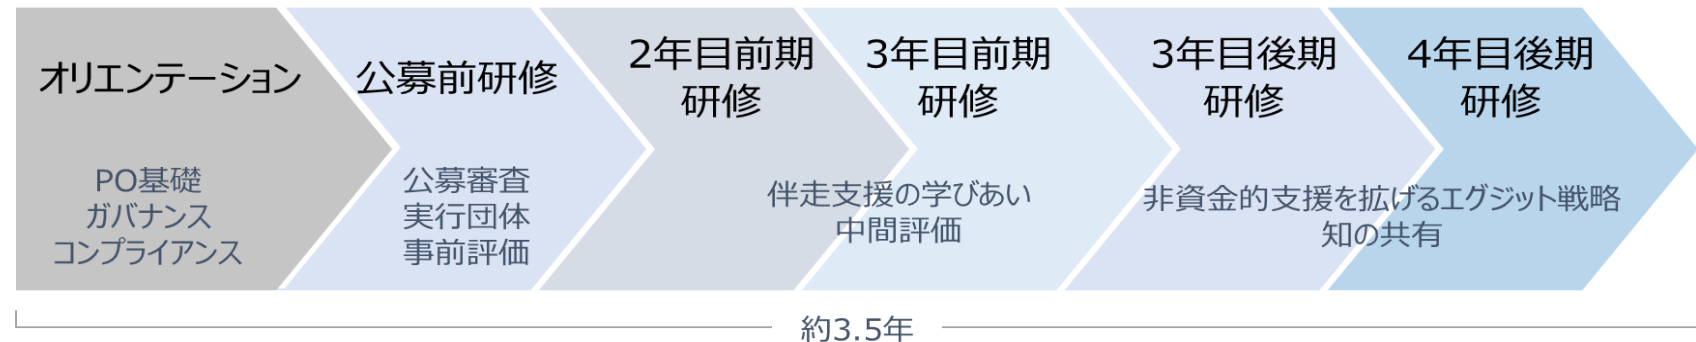 オリエンテーション
PO基礎
ガバナンス
コンプライアンス
公募前研修
公募審査
実行団体
事前評価
2年目前期
研修
3年目前期
研修
伴走支援の学びあい
中間評価
3年目後期
研修
4年目後期
研修
非資金的支援を拡げるエグジット戦略
知の共有
約3.5年